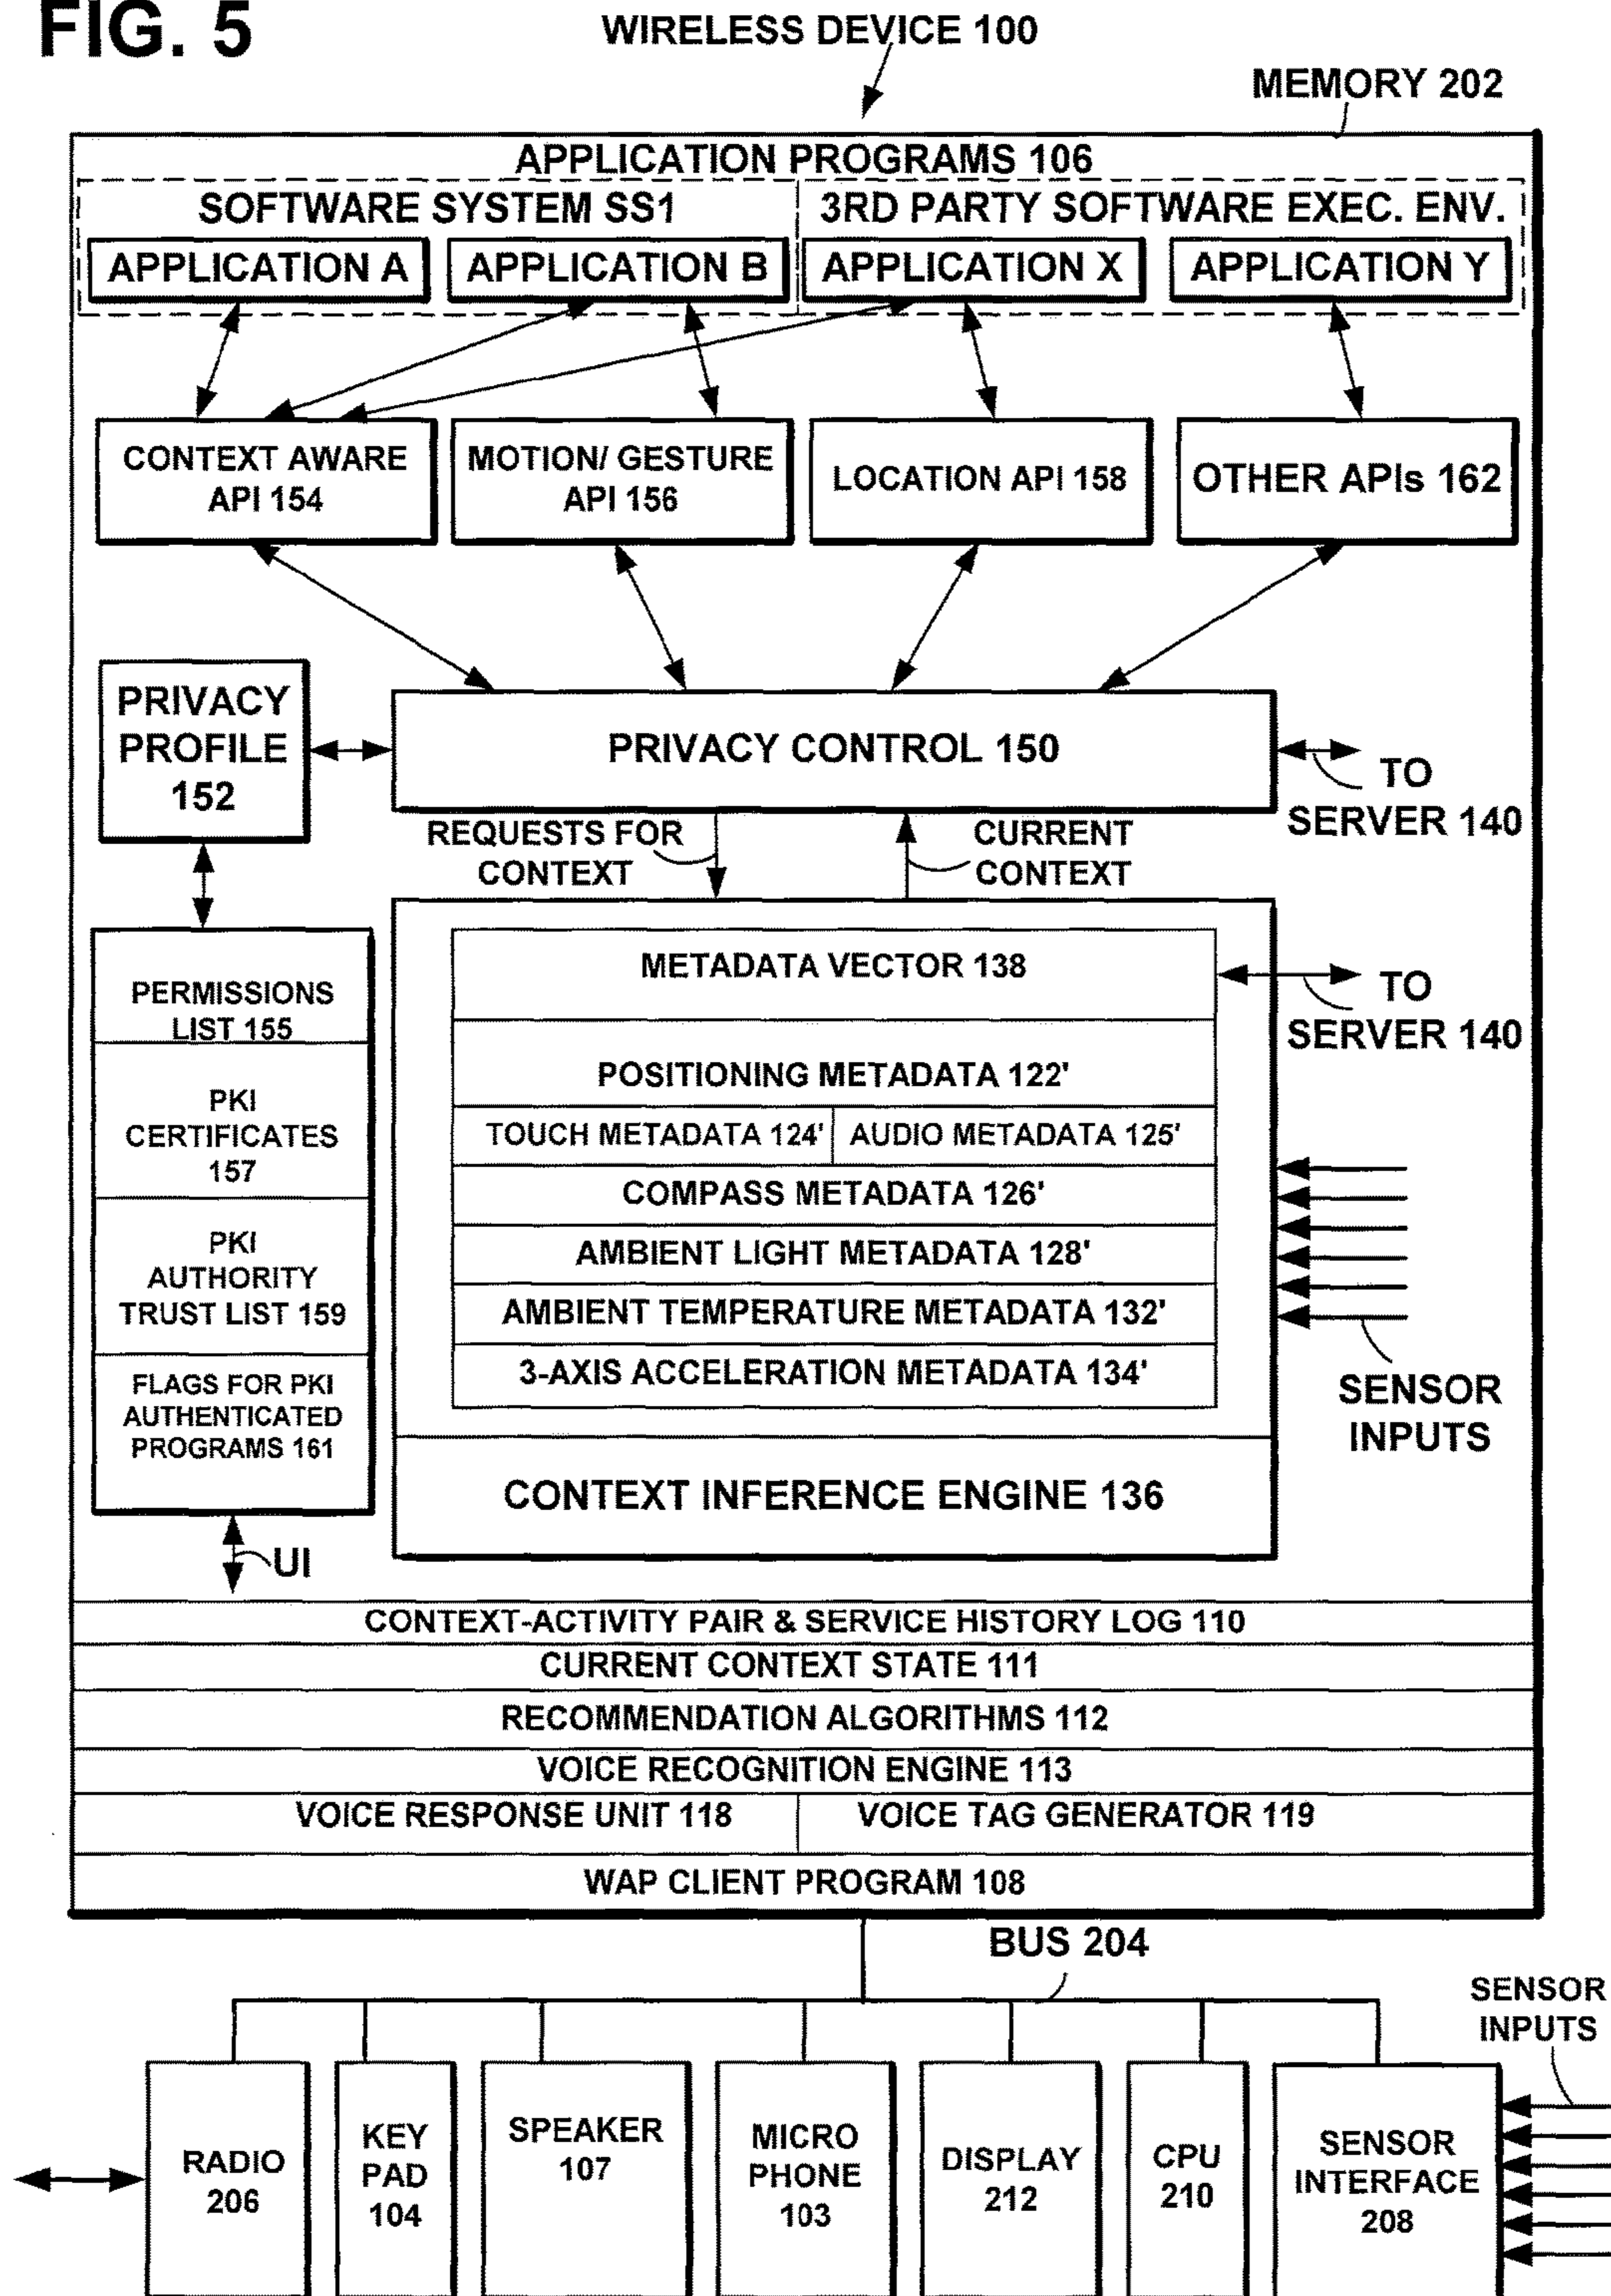 FIG. 5
WIRELESS DEVICE 100
MEMORY 202
APPLICATION PROGRAMS 106
SOFTWARE SYSTEM SS1
3RD PARTY SOFTWARE EXEC. ENV.
APPLICATION A
APPLICATION B
APPLICATION X
APPLICATION Y
CONTEXT AWARE
API 154
MOTION/ GESTURE
API 156
LOCATION API 158
OTHER APIs 162
PRIVACY
PROFILE
152
PRIVACY CONTROL 150
TO
SERVER 140
REQUESTS FOR
CONTEXT
CURRENT
CONTEXT
PERMISSIONS
LIST 155
PKI
CERTIFICATES
157
PKI
AUTHORITY
TRUST LIST 159
FLAGS FOR PKI
AUTHENTICATED
PROGRAMS 161
UI
METADATA VECTOR 138
TO
SERVER 140
POSITIONING METADATA 122'
TOUCH METADATA 124'
AUDIO METADATA 125'
COMPASS METADATA 126'
AMBIENT LIGHT METADATA 128'
AMBIENT TEMPERATURE METADATA 132'
3-AXIS ACCELERATION METADATA 134'
SENSOR
INPUTS
CONTEXT INFERENCE ENGINE 136
CONTEXT-ACTIVITY PAIR & SERVICE HISTORY LOG 110
CURRENT CONTEXT STATE 111
RECOMMENDATION ALGORITHMS 112
VOICE RECOGNITION ENGINE 113
VOICE RESPONSE UNIT 118
VOICE TAG GENERATOR 119
WAP CLIENT PROGRAM 108
BUS 204
SENSOR
INPUTS
RADIO
206
KEY
PAD
104
SPEAKER
107
MICRO
PHONE
103
DISPLAY
212
CPU
210
SENSOR
INTERFACE
208